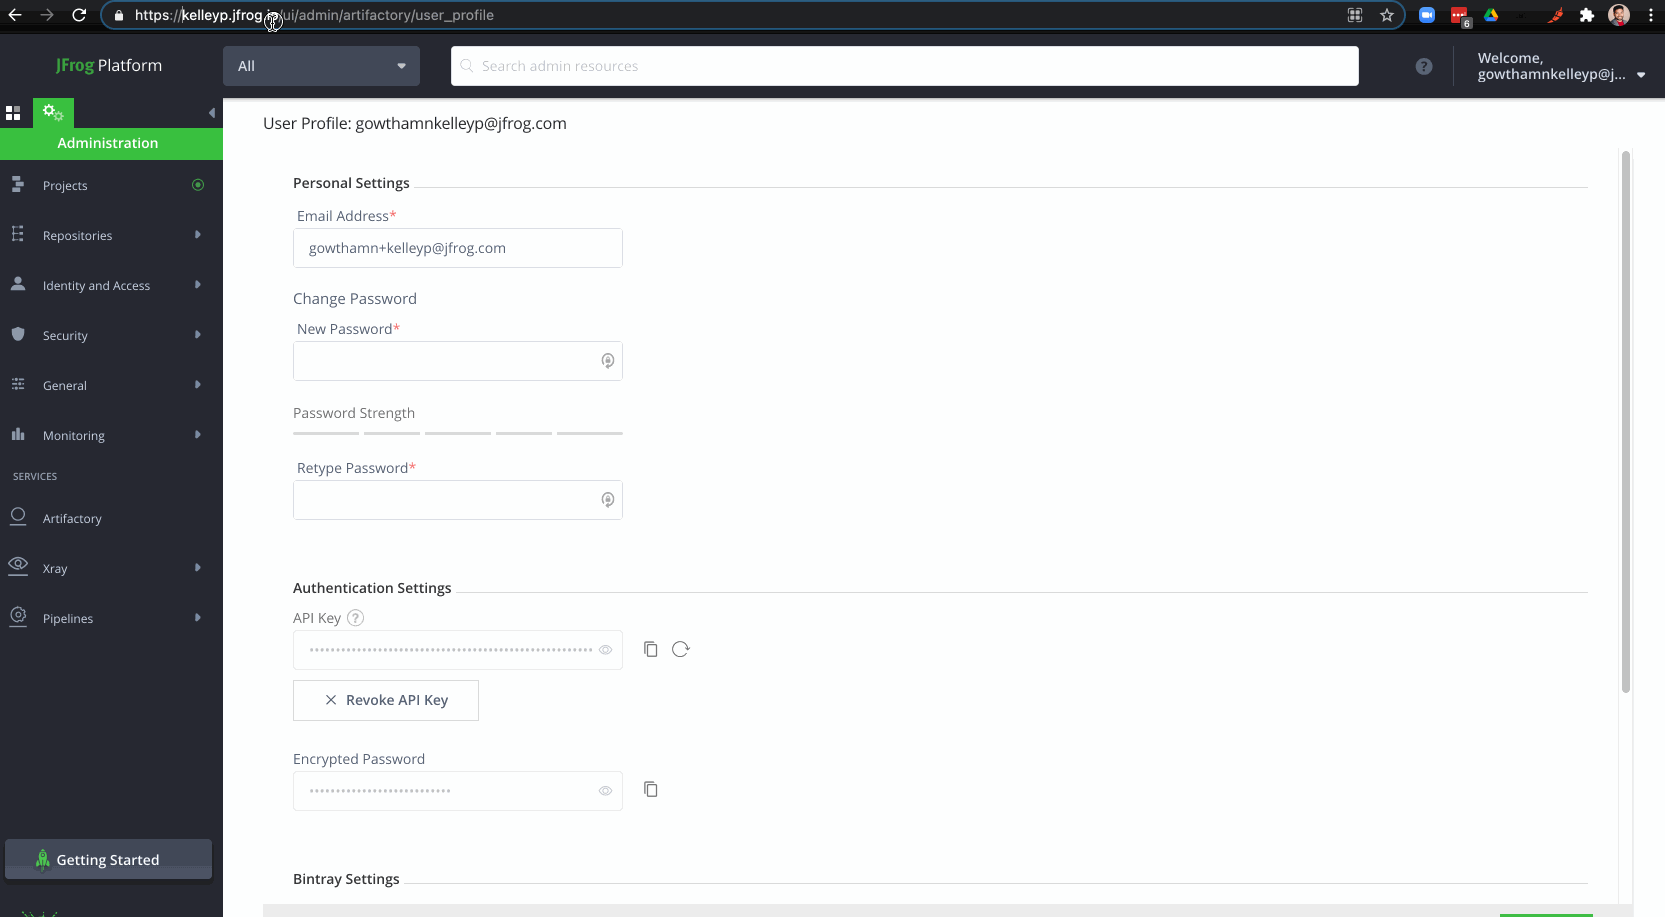 https://kelleyp.jfrog.io/ui/admin/artifactory/user_profile
6
JFrog Platform
All
Search admin resources
?
Welcome,
gowthamnkelleyp@j...
Administration
User Profile: gowthamnkelleyp@jfrog.com
Projects
Repositories
Identity and Access
Security
General
Monitoring
SERVICES
Artifactory
Xray
Pipelines
Getting Started
Personal Settings
Email Address*
gowthamn+kelleyp@jfrog.com
Change Password
New Password*
Password Strength
Retype Password*
Authentication Settings
API Key ?
Revoke API Key
Encrypted Password
Bintray Settings